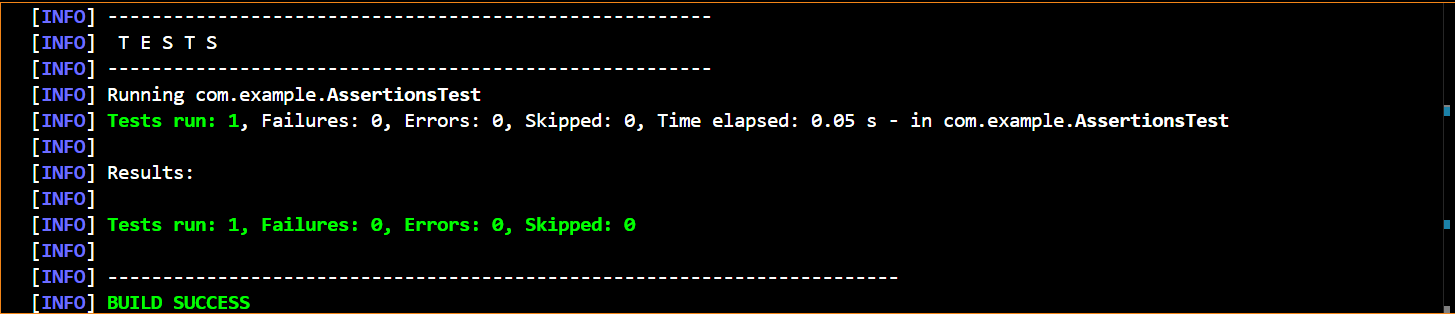 [INFO] -------------------------------------------------------
[INFO]  T E S T S
[INFO] -------------------------------------------------------
[INFO] Running com.example.AssertionsTest
[INFO] Tests run: 1, Failures: 0, Errors: 0, Skipped: 0, Time elapsed: 0.05 s - in com.example.AssertionsTest
[INFO]
[INFO] Results:
[INFO]
[INFO] Tests run: 1, Failures: 0, Errors: 0, Skipped: 0
[INFO]
[INFO] ------------------------------------------------------------------------
[INFO] BUILD SUCCESS